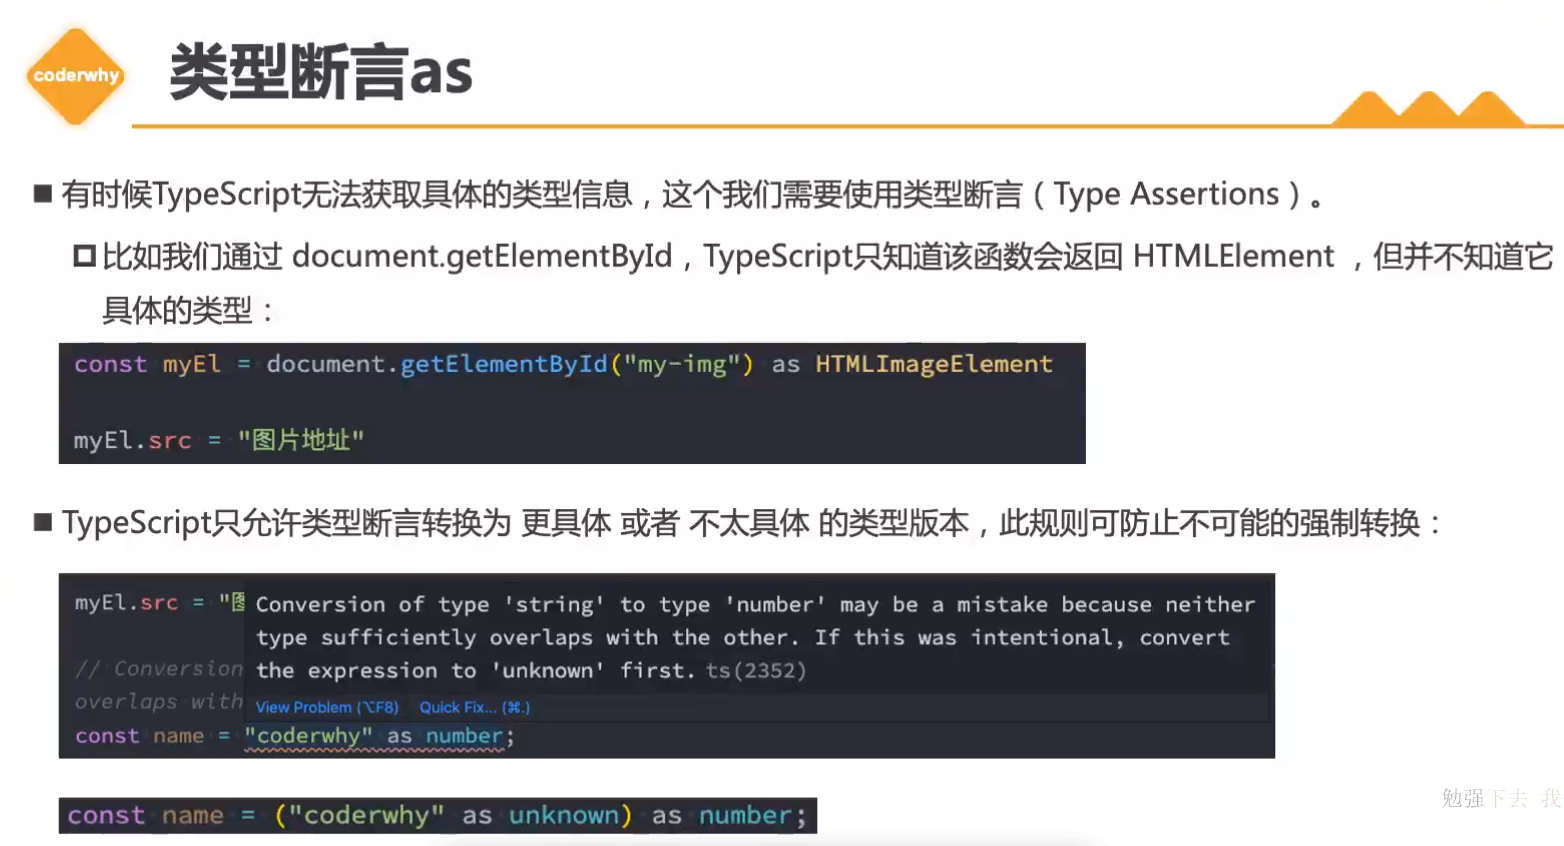 coderwhy
类型断言as
■ 有时候TypeScript无法获取具体的类型信息，这个我们需要使用类型断言（Type Assertions）。
比如我们通过 document.getElementById，TypeScript只知道该函数会返回 HTMLElement ，但并不知道它
具体的类型：
const myEl = document.getElementById("my-img") as HTMLImageElement
myEl.src = "图片地址"
■ TypeScript只允许类型断言转换为 更具体 或者 不太具体 的类型版本，此规则可防止不可能的强制转换：
myEl.src = "图
Conversion of type 'string' to type 'number' may be a mistake because neither
type sufficiently overlaps with the other. If this was intentional, convert
the expression to 'unknown' first. ts(2352)
// Conversion
overlaps with
View Problem (⌥F8) Quick Fix... (⌘.)
const name = "coderwhy" as number;
const name = ("coderwhy" as unknown) as number;
勉强下去 我